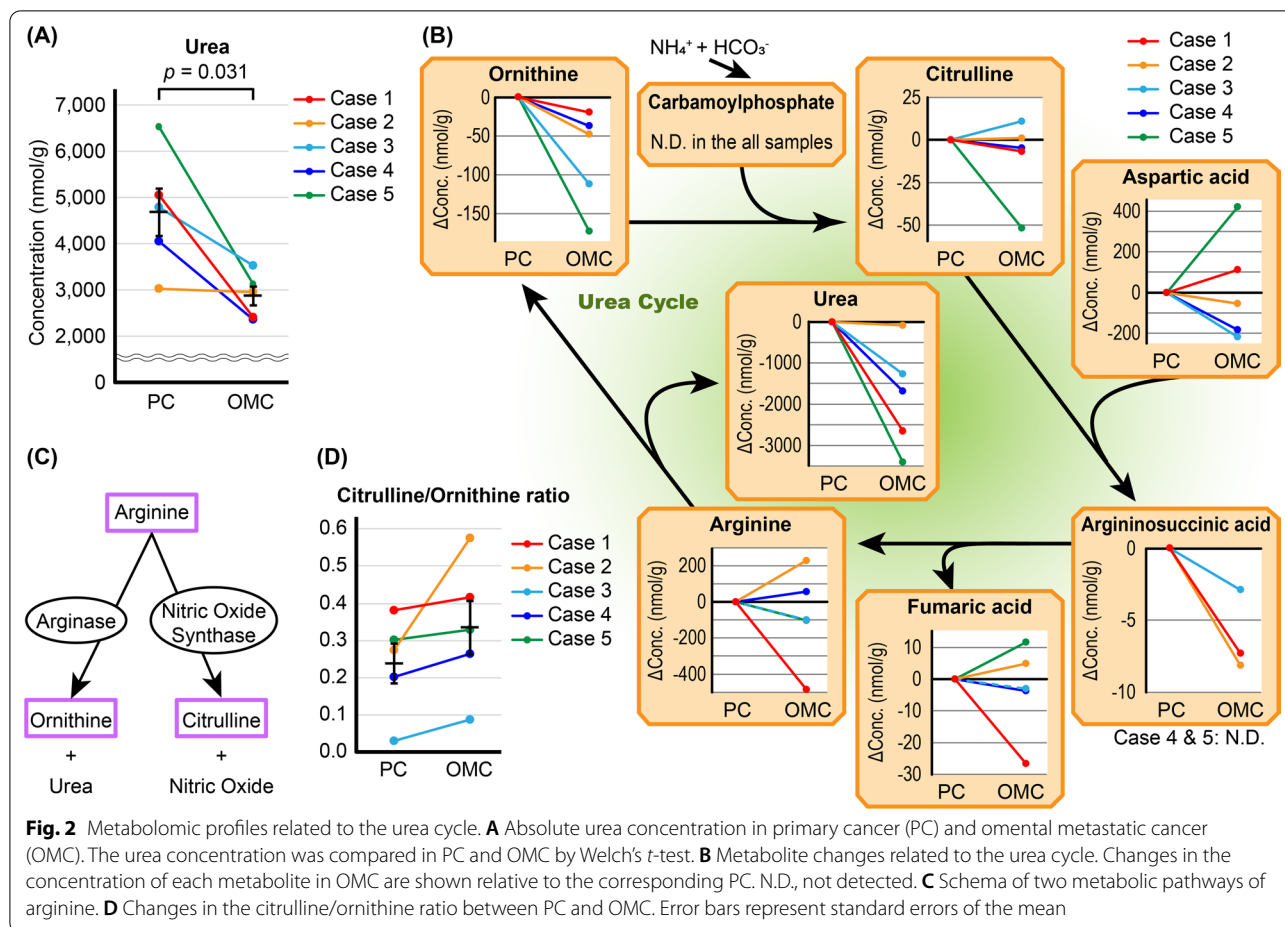 (A)
Urea
p = 0.031
Concentration (nmol/g)
7,000
6,000
5,000
4,000
3,000
2,000
0
PC
OMC
Case 1
Case 2
Case 3
Case 4
Case 5
(B)
NH₄⁺ + HCO₃⁻
Ornithine
ΔConc. (nmol/g)
0
-50
-100
-150
PC
OMC
Carbamoylphosphate
N.D. in the all samples
Citrulline
ΔConc. (nmol/g)
25
0
-25
-50
PC
OMC
Case 1
Case 2
Case 3
Case 4
Case 5
Aspartic acid
ΔConc. (nmol/g)
400
200
0
-200
PC
OMC
Urea Cycle
Urea
ΔConc. (nmol/g)
0
-1000
-2000
-3000
PC
OMC
Arginine
ΔConc. (nmol/g)
200
0
-200
-400
PC
OMC
Fumaric acid
ΔConc. (nmol/g)
10
0
-10
-20
-30
PC
OMC
Argininosuccinic acid
ΔConc. (nmol/g)
0
-5
-10
PC
OMC
Case 4 & 5: N.D.
(C)
Arginine
Arginase
Nitric Oxide
Synthase
Ornithine
+
Urea
Citrulline
+
Nitric Oxide
(D)
Citrulline/Ornithine ratio
0.6
0.5
0.4
0.3
0.2
0.1
0.0
PC
OMC
Case 1
Case 2
Case 3
Case 4
Case 5
Fig. 2 Metabolomic profiles related to the urea cycle. A Absolute urea concentration in primary cancer (PC) and omental metastatic cancer
(OMC). The urea concentration was compared in PC and OMC by Welch's t-test. B Metabolite changes related to the urea cycle. Changes in the
concentration of each metabolite in OMC are shown relative to the corresponding PC. N.D., not detected. C Schema of two metabolic pathways of
arginine. D Changes in the citrulline/ornithine ratio between PC and OMC. Error bars represent standard errors of the mean